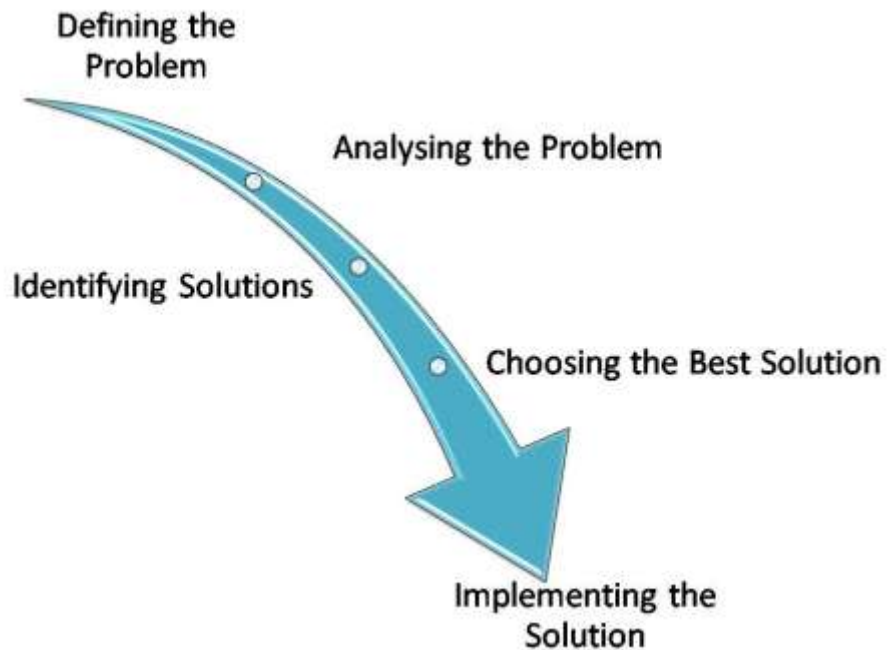 Defining the
Problem
Analysing the Problem
Identifying Solutions
Choosing the Best Solution
Implementing the
Solution